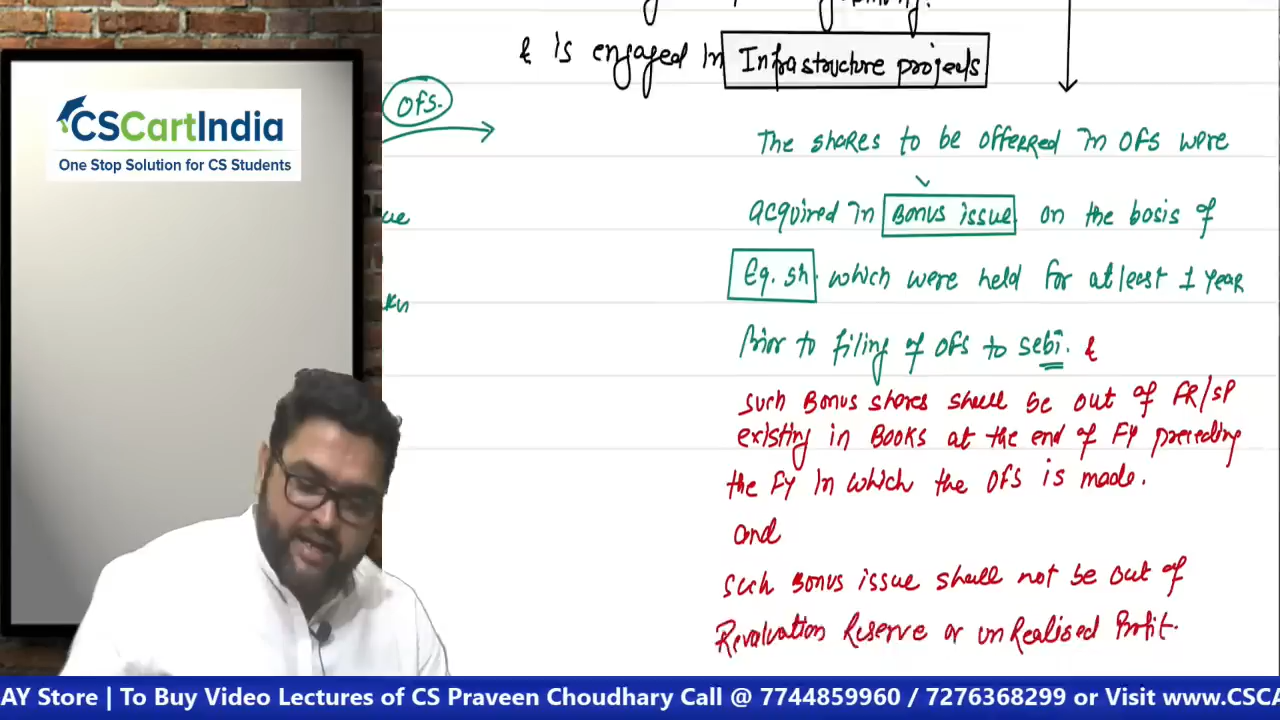 & is engaged in Infrastructure projects
OFS.
The shares to be offerred in OFS were
acquired in Bonus issue on the basis of
Eq. sh. which were held for atleast 1 year
Prior to filing of OFS to sebi. &
such Bonus shares shall be out of FR/SP
existing in Books at the end of FY preceding
the FY in which the OFS is made.
and
such Bonus issue shall not be out of
Revaluation Reserve or unRealised Profit.
CSCartIndia
One Stop Solution for CS Students
AY Store | To Buy Video Lectures of CS Praveen Choudhary Call @ 7744859960 / 7276368299 or Visit www.CSCA